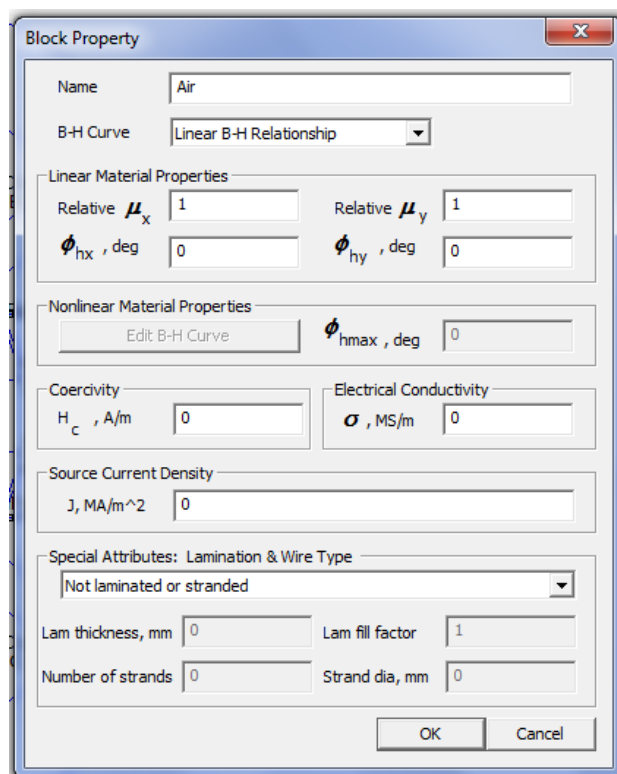 Block Property
Name Air
B-H Curve Linear B-H Relationship
Linear Material Properties
Relative μx 1 Relative μy 1
ϕhx , deg 0 ϕhy , deg 0
Nonlinear Material Properties
Edit B-H Curve ϕhmax , deg 0
Coercivity Electrical Conductivity
Hc , A/m 0 σ , MS/m 0
Source Current Density
J, MA/m^2 0
Special Attributes: Lamination & Wire Type
Not laminated or stranded
Lam thickness, mm 0 Lam fill factor 1
Number of strands 0 Strand dia, mm 0
OK Cancel